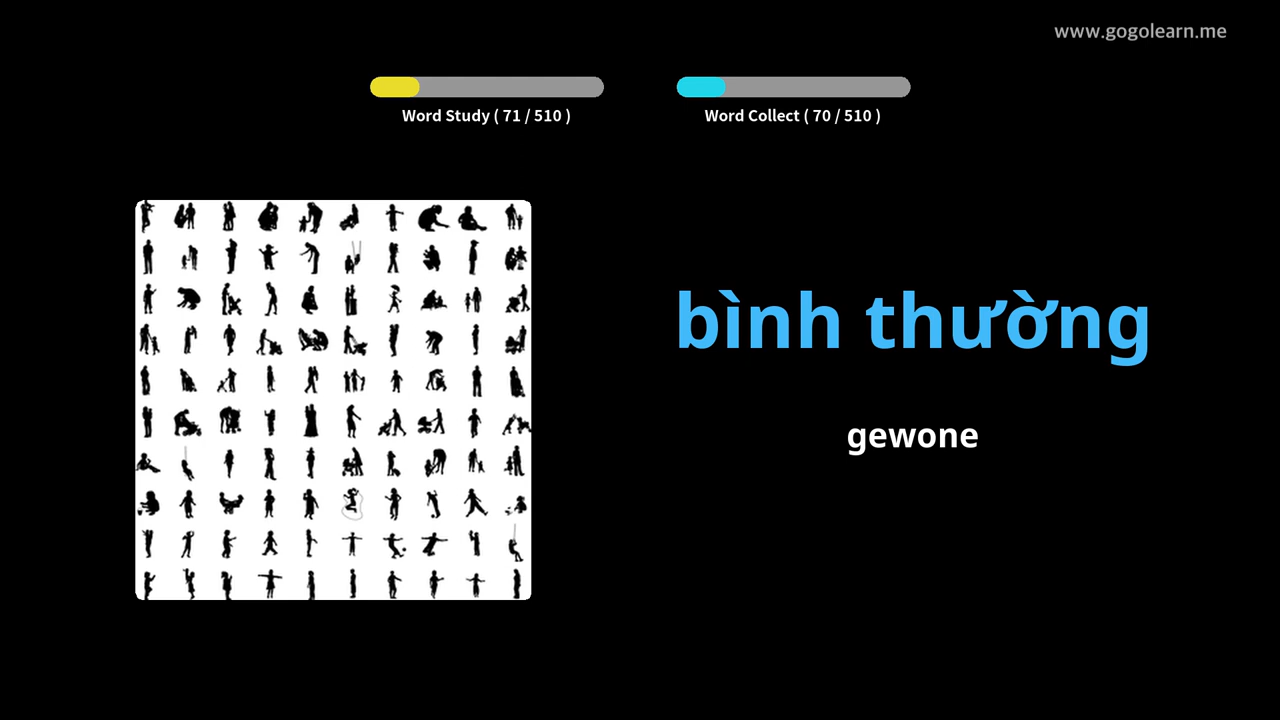 www.gogolearn.me
Word Study ( 71 / 510 )
Word Collect ( 70 / 510 )
bình thường
gewone